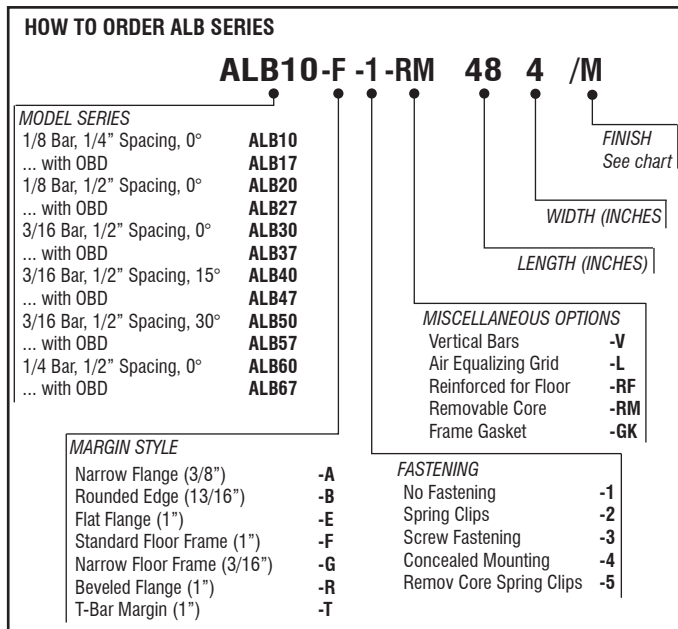 HOW TO ORDER ALB SERIES
ALB10-F -1 -RM 48 4 /M
MODEL SERIES
1/8 Bar, 1/4” Spacing, 0° ALB10
... with OBD ALB17
1/8 Bar, 1/2” Spacing, 0° ALB20
... with OBD ALB27
3/16 Bar, 1/2” Spacing, 0° ALB30
... with OBD ALB37
3/16 Bar, 1/2” Spacing, 15° ALB40
... with OBD ALB47
3/16 Bar, 1/2” Spacing, 30° ALB50
... with OBD ALB57
1/4 Bar, 1/2” Spacing, 0° ALB60
... with OBD ALB67
FINISH
See chart
WIDTH (INCHES
LENGTH (INCHES)
MISCELLANEOUS OPTIONS
Vertical Bars -V
Air Equalizing Grid -L
Reinforced for Floor -RF
Removable Core -RM
Frame Gasket -GK
MARGIN STYLE
Narrow Flange (3/8”) -A
Rounded Edge (13/16”) -B
Flat Flange (1”) -E
Standard Floor Frame (1”) -F
Narrow Floor Frame (3/16”) -G
Beveled Flange (1”) -R
T-Bar Margin (1”) -T
FASTENING
No Fastening -1
Spring Clips -2
Screw Fastening -3
Concealed Mounting -4
Remov Core Spring Clips -5